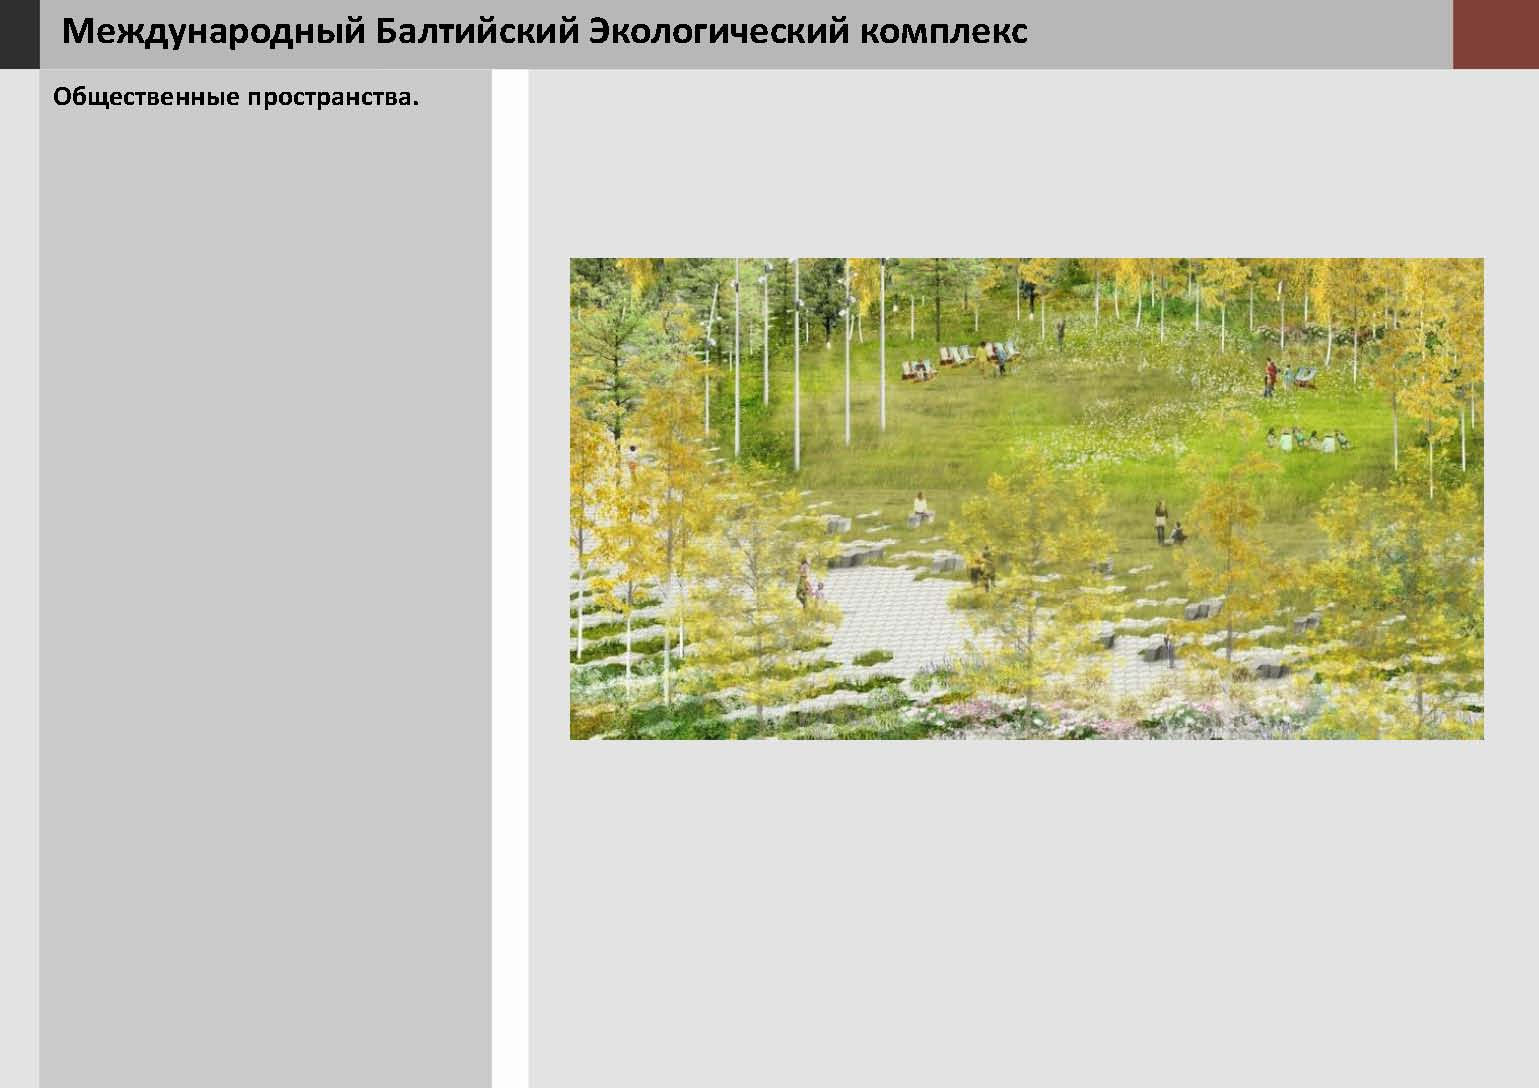 Международный Балтийский Экологический комплекс
Общественные пространства.